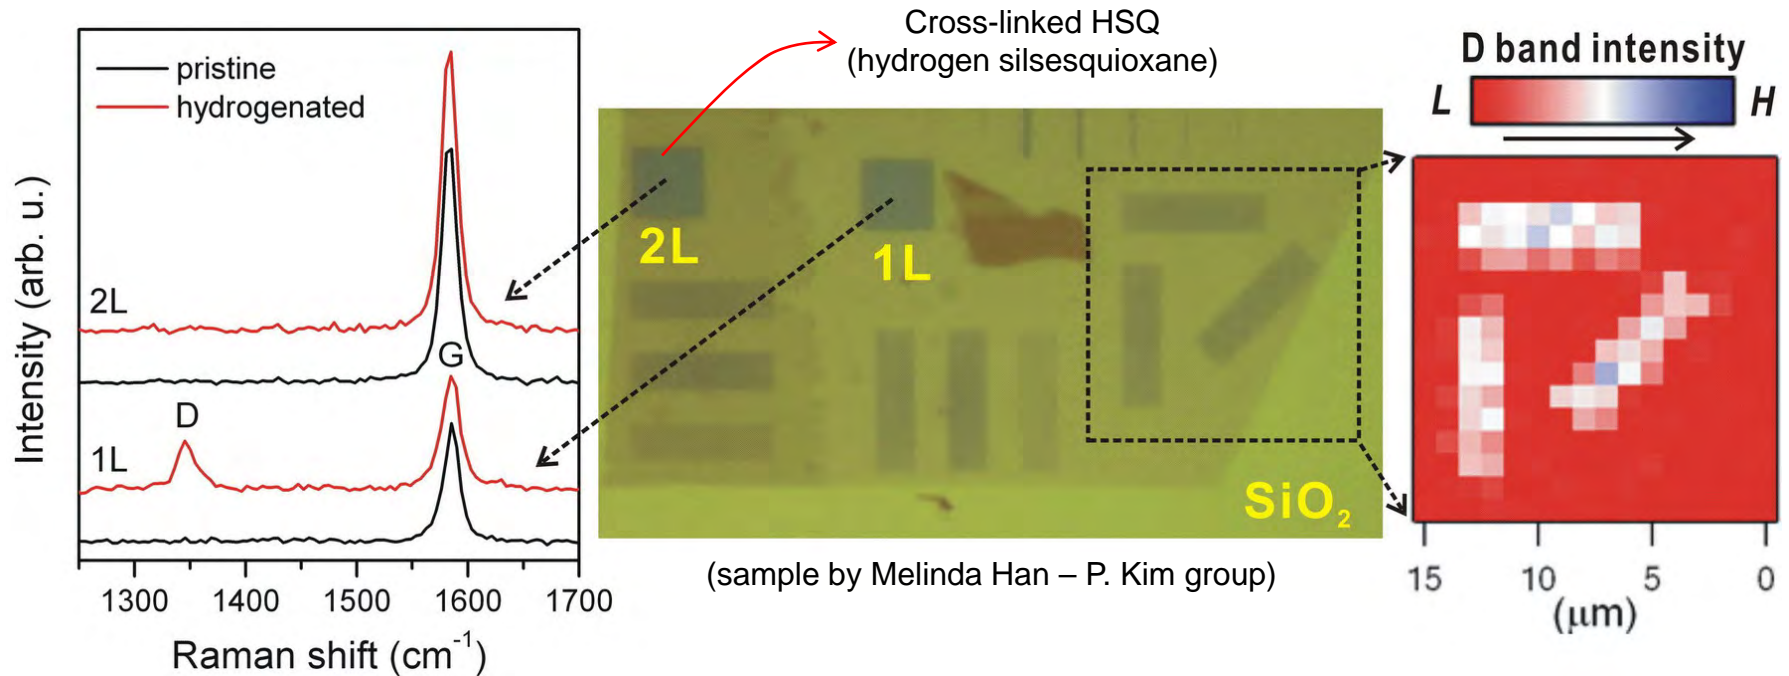 Cross-linked HSQ
(hydrogen silsesquioxane)
D band intensity
L
H
pristine
hydrogenated
2L
G
D
1L
Intensity (arb. u.)
1300 1400 1500 1600 1700
Raman shift (cm⁻¹)
2L
1L
SiO₂
(sample by Melinda Han – P. Kim group)
15 10 5 0
(μm)